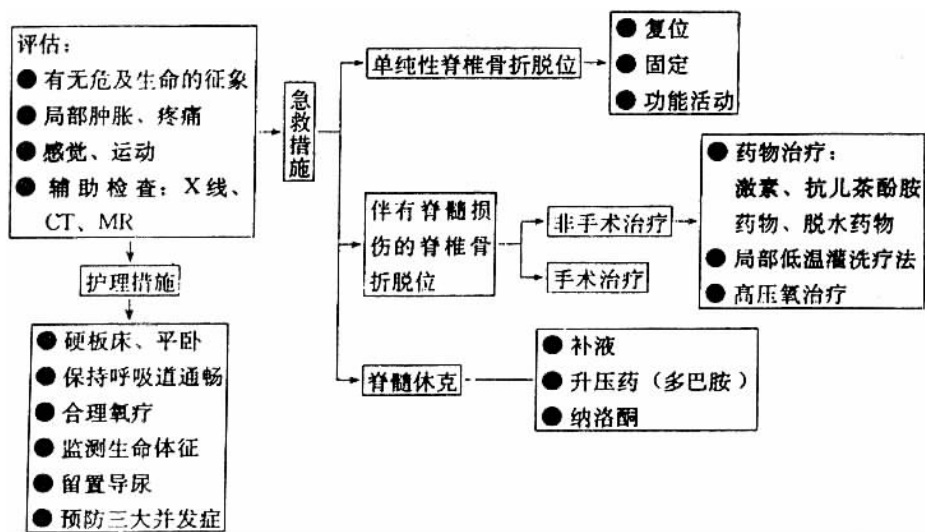 评估：
● 有无危及生命的征象
● 局部肿胀、疼痛
● 感觉、运动
● 辅助检查：X线、
CT、MR
护理措施
● 硬板床、平卧
● 保持呼吸道通畅
● 合理氧疗
● 监测生命体征
● 留置导尿
● 预防三大并发症
急救措施
单纯性脊椎骨折脱位
● 复位
● 固定
● 功能活动
伴有脊髓损
伤的脊椎骨
折脱位
非手术治疗
手术治疗
● 药物治疗：
激素、抗儿茶酚胺
药物、脱水药物
● 局部低温灌洗疗法
● 高压氧治疗
脊髓休克
● 补液
● 升压药（多巴胺）
● 纳洛酮